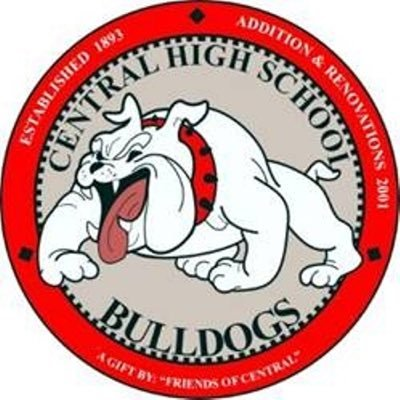 ESTABLISHED 1893
ADDITION & RENOVATIONS 2001
CENTRAL HIGH SCHOOL
BULLDOGS
A GIFT BY: "FRIENDS OF CENTRAL"